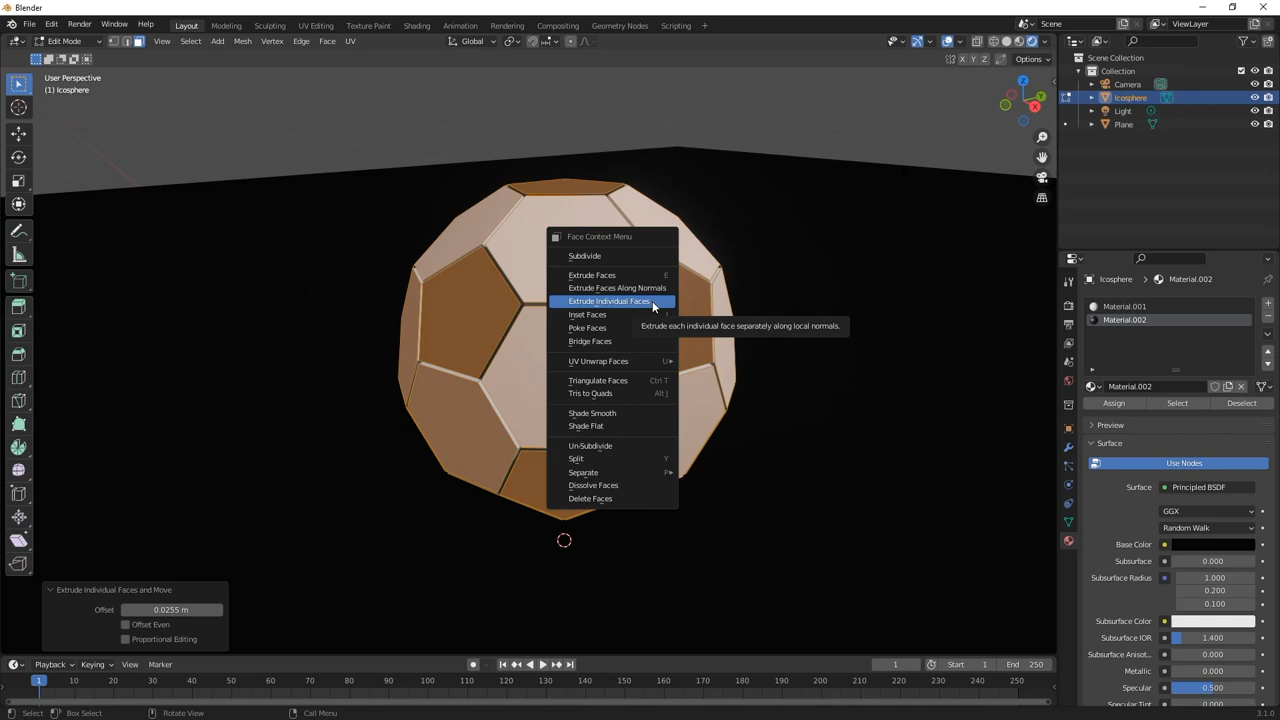 Blender
File Edit Render Window Help Layout Modeling Sculpting UV Editing Texture Paint Shading Animation Rendering Compositing Geometry Nodes Scripting + Scene ViewLayer
Edit Mode View Select Add Mesh Vertex Edge Face UV Global
X Y Z Options
User Perspective
(1) Icosphere
Z
Y
X
Scene Collection
Collection
Camera
Icosphere
Light
Plane
Face Context Menu
Subdivide
Extrude Faces E
Extrude Faces Along Normals
Extrude Individual Faces
Inset Faces I
Poke Faces
Bridge Faces
UV Unwrap Faces U
Triangulate Faces Ctrl T
Tris to Quads Alt J
Shade Smooth
Shade Flat
Un-Subdivide
Split Y
Separate P
Dissolve Faces
Delete Faces
Extrude each individual face separately along local normals.
Extrude Individual Faces and Move
Offset 0.0255 m
Offset Even
Proportional Editing
Icosphere > Material.002
Material.001
Material.002
Material.002
Assign Select Deselect
Preview
Surface
Use Nodes
Surface Principled BSDF
GGX
Random Walk
Base Color
Subsurface 0.000
Subsurface Radius 1.000
0.200
0.100
Subsurface Color
Subsurface IOR 1.400
Subsurface Anisot... 0.000
Metallic 0.000
Specular 0.500
Specular Tint 0.000
Playback Keying View Marker 1 Start 1 End 250
1 10 20 30 40 50 60 70 80 90 100 110 120 130 140 150 160 170 180 190 200 210 220 230 240 250
Select Box Select Rotate View Call Menu 3.1.0